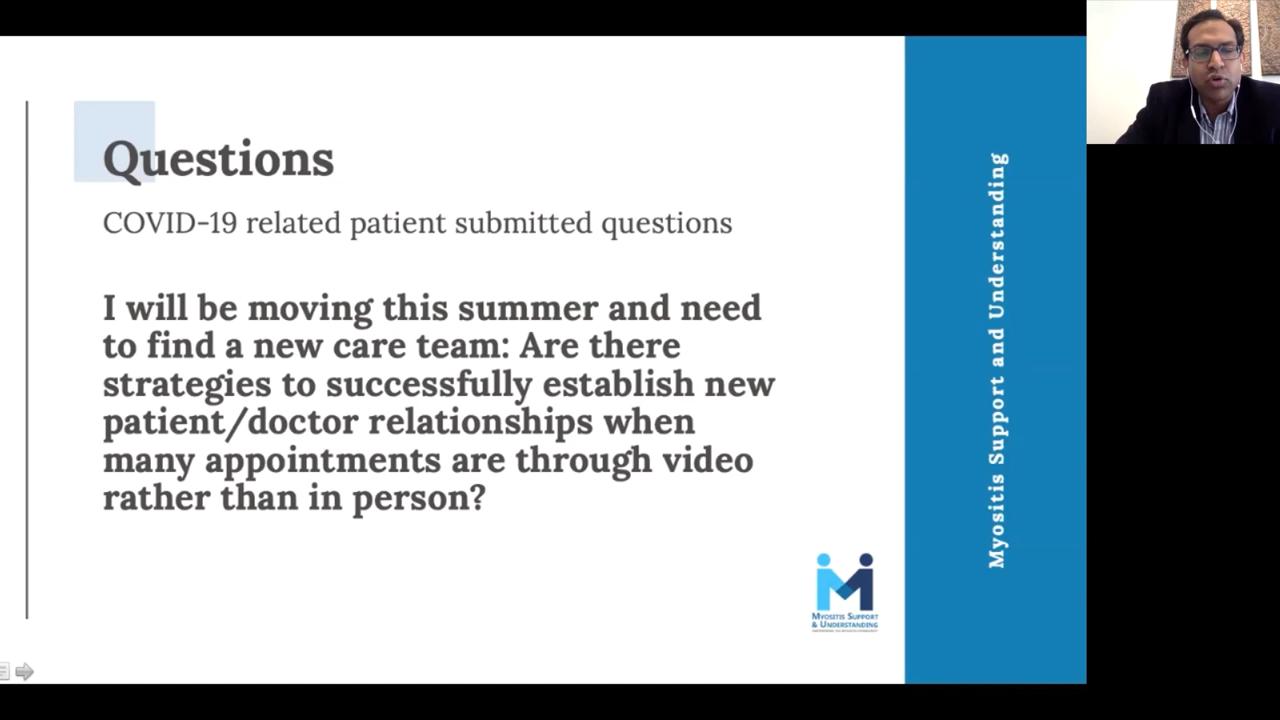 Questions
COVID-19 related patient submitted questions
I will be moving this summer and need
to find a new care team: Are there
strategies to successfully establish new
patient/doctor relationships when
many appointments are through video
rather than in person?
Myositis Support
& Understanding
Myositis Support and Understanding